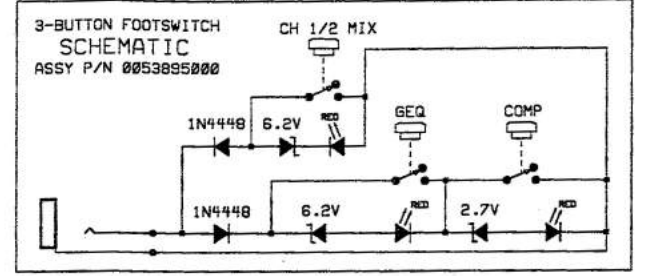 3-BUTTON FOOTSWITCH
SCHEMATIC
ASSY P/N 0053895000
CH 1/2 MIX
1N4448 6.2V RED
GEQ COMP
1N4448 6.2V RED 2.7V RED